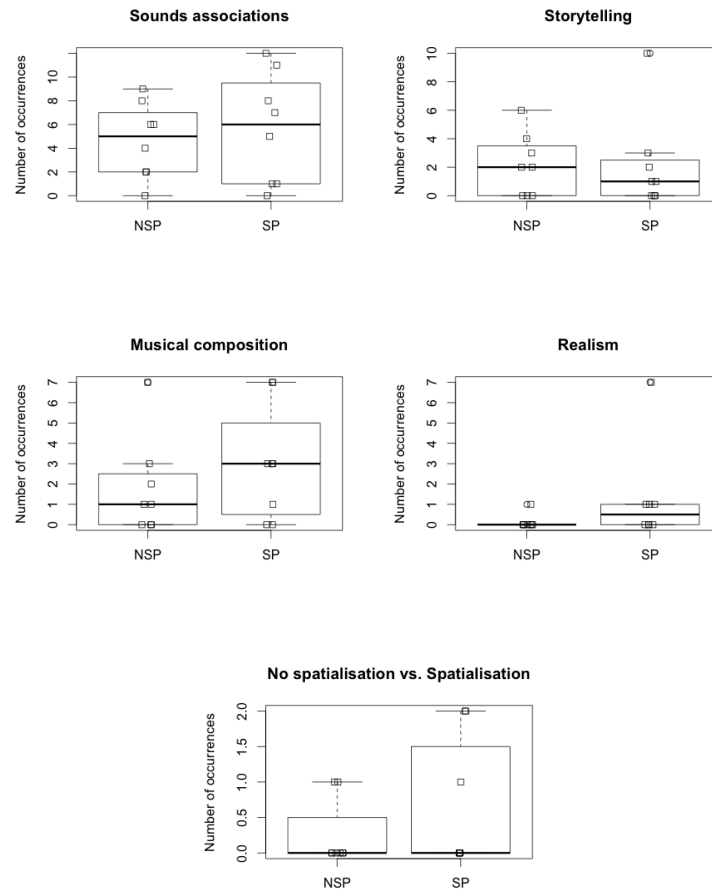 Sounds associations
Number of occurrences
0 2 4 6 8 10
NSP SP
Storytelling
Number of occurrences
0 2 4 6 8 10
NSP SP
Musical composition
Number of occurrences
0 1 2 3 4 5 6 7
NSP SP
Realism
Number of occurrences
0 1 2 3 4 5 6 7
NSP SP
No spatialisation vs. Spatialisation
Number of occurrences
0.0 0.5 1.0 1.5 2.0
NSP SP